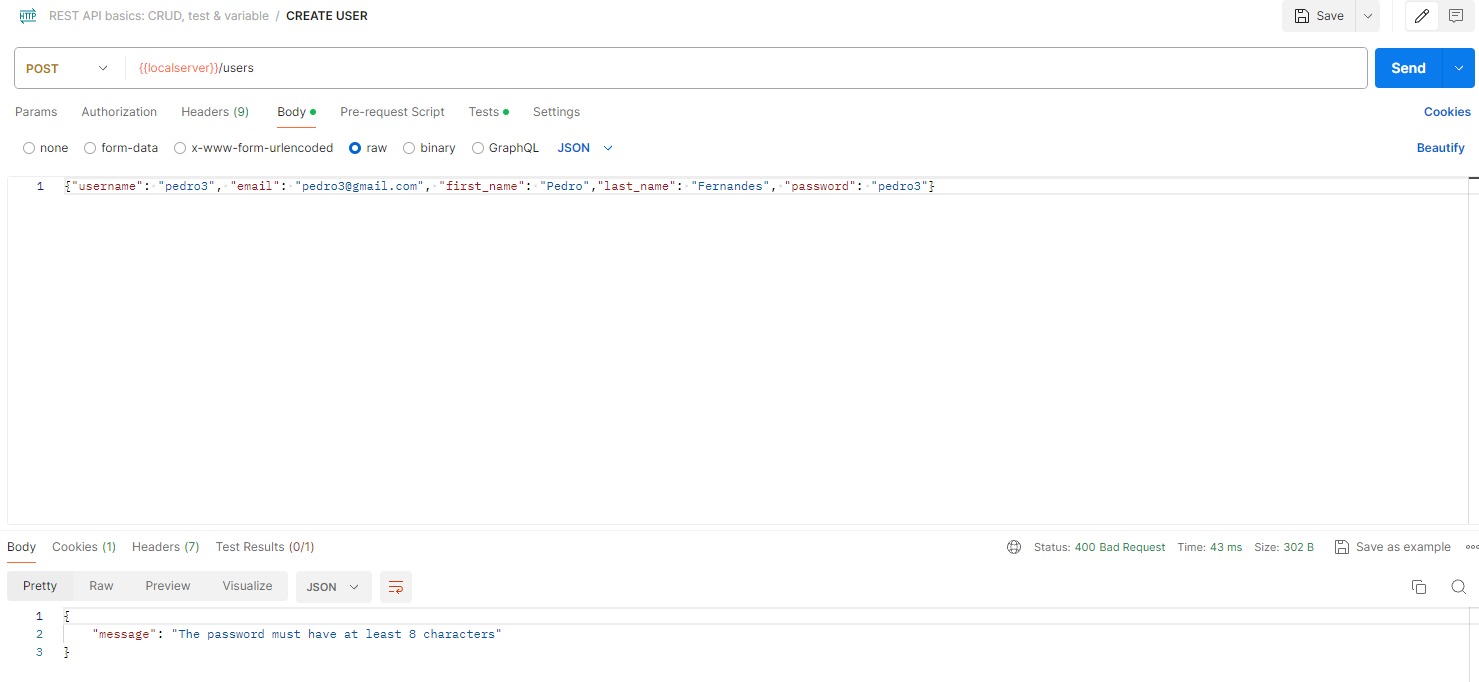 HTTP REST API basics: CRUD, test & variable / CREATE USER Save
POST {{localserver}}/users Send
Params Authorization Headers (9) Body Pre-request Script Tests Settings Cookies
none form-data x-www-form-urlencoded raw binary GraphQL JSON Beautify
1 {"username": "pedro3", "email": "pedro3@gmail.com", "first_name": "Pedro","last_name": "Fernandes", "password": "pedro3"}
Body Cookies (1) Headers (7) Test Results (0/1) Status: 400 Bad Request Time: 43 ms Size: 302 B Save as example
Pretty Raw Preview Visualize JSON
1 {
2 "message": "The password must have at least 8 characters"
3 }